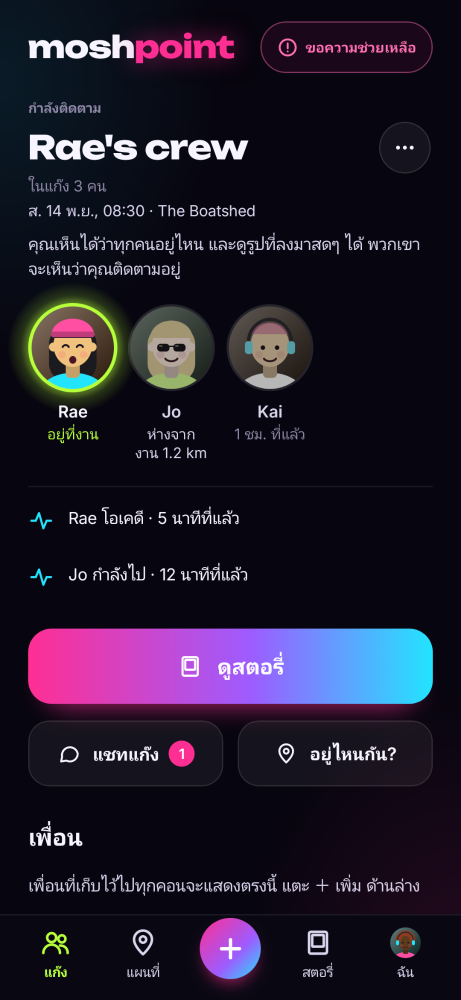 moshpoint
ขอความช่วยเหลือ
กำลังติดตาม
Rae's crew
ในแก๊ง 3 คน
ส. 14 พ.ย., 08:30 · The Boatshed
คุณเห็นได้ว่าทุกคนอยู่ไหน และดูรูปที่ลงมาสดๆ ได้ พวกเขา
จะเห็นว่าคุณติดตามอยู่
Rae
อยู่ที่งาน
Jo
ห่างจาก
งาน 1.2 km
Kai
1 ชม. ที่แล้ว
Rae โอเคดี · 5 นาทีที่แล้ว
Jo กำลังไป · 12 นาทีที่แล้ว
ดูสตอรี่
แชทแก๊ง 1
อยู่ไหนกัน?
เพื่อน
เพื่อนที่เก็บไว้ไปทุกคนจะแสดงตรงนี้ แตะ + เพิ่ม ด้านล่าง
แก๊ง
แผนที่
สตอรี่
ฉัน